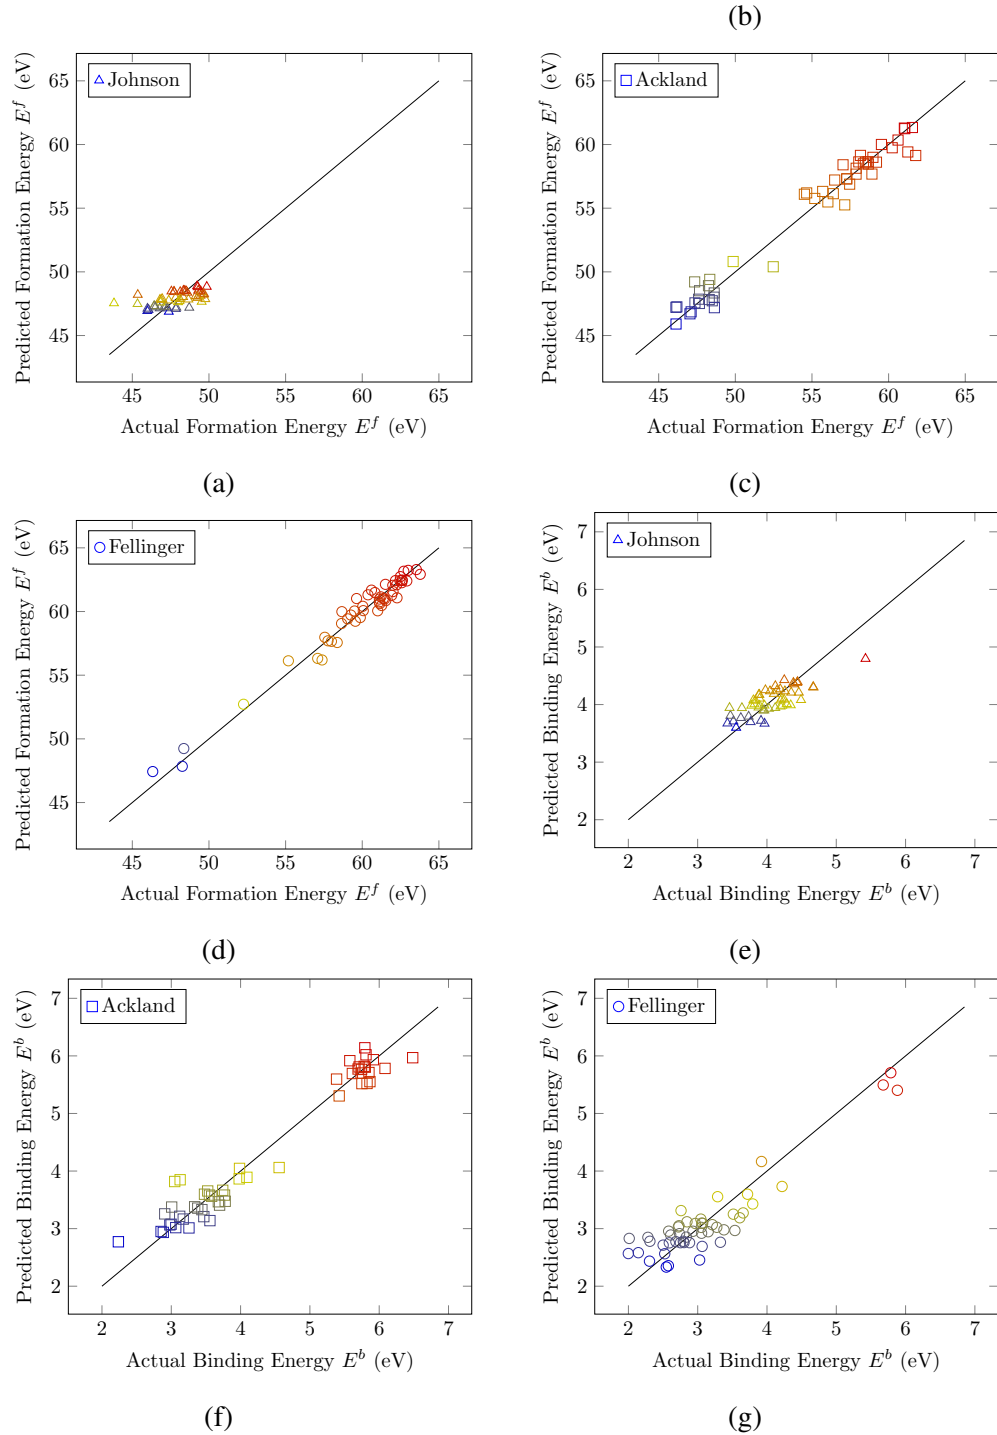 (b)
Johnson
Predicted Formation Energy E^f (eV)
65
60
55
50
45
45 50 55 60 65
Actual Formation Energy E^f (eV)
(a)
Ackland
Predicted Formation Energy E^f (eV)
65
60
55
50
45
45 50 55 60 65
Actual Formation Energy E^f (eV)
(c)
Fellinger
Predicted Formation Energy E^f (eV)
65
60
55
50
45
45 50 55 60 65
Actual Formation Energy E^f (eV)
(d)
Johnson
Predicted Binding Energy E^b (eV)
7
6
5
4
3
2
2 3 4 5 6 7
Actual Binding Energy E^b (eV)
(e)
Ackland
Predicted Binding Energy E^b (eV)
7
6
5
4
3
2
2 3 4 5 6 7
Actual Binding Energy E^b (eV)
(f)
Fellinger
Predicted Binding Energy E^b (eV)
7
6
5
4
3
2
2 3 4 5 6 7
Actual Binding Energy E^b (eV)
(g)